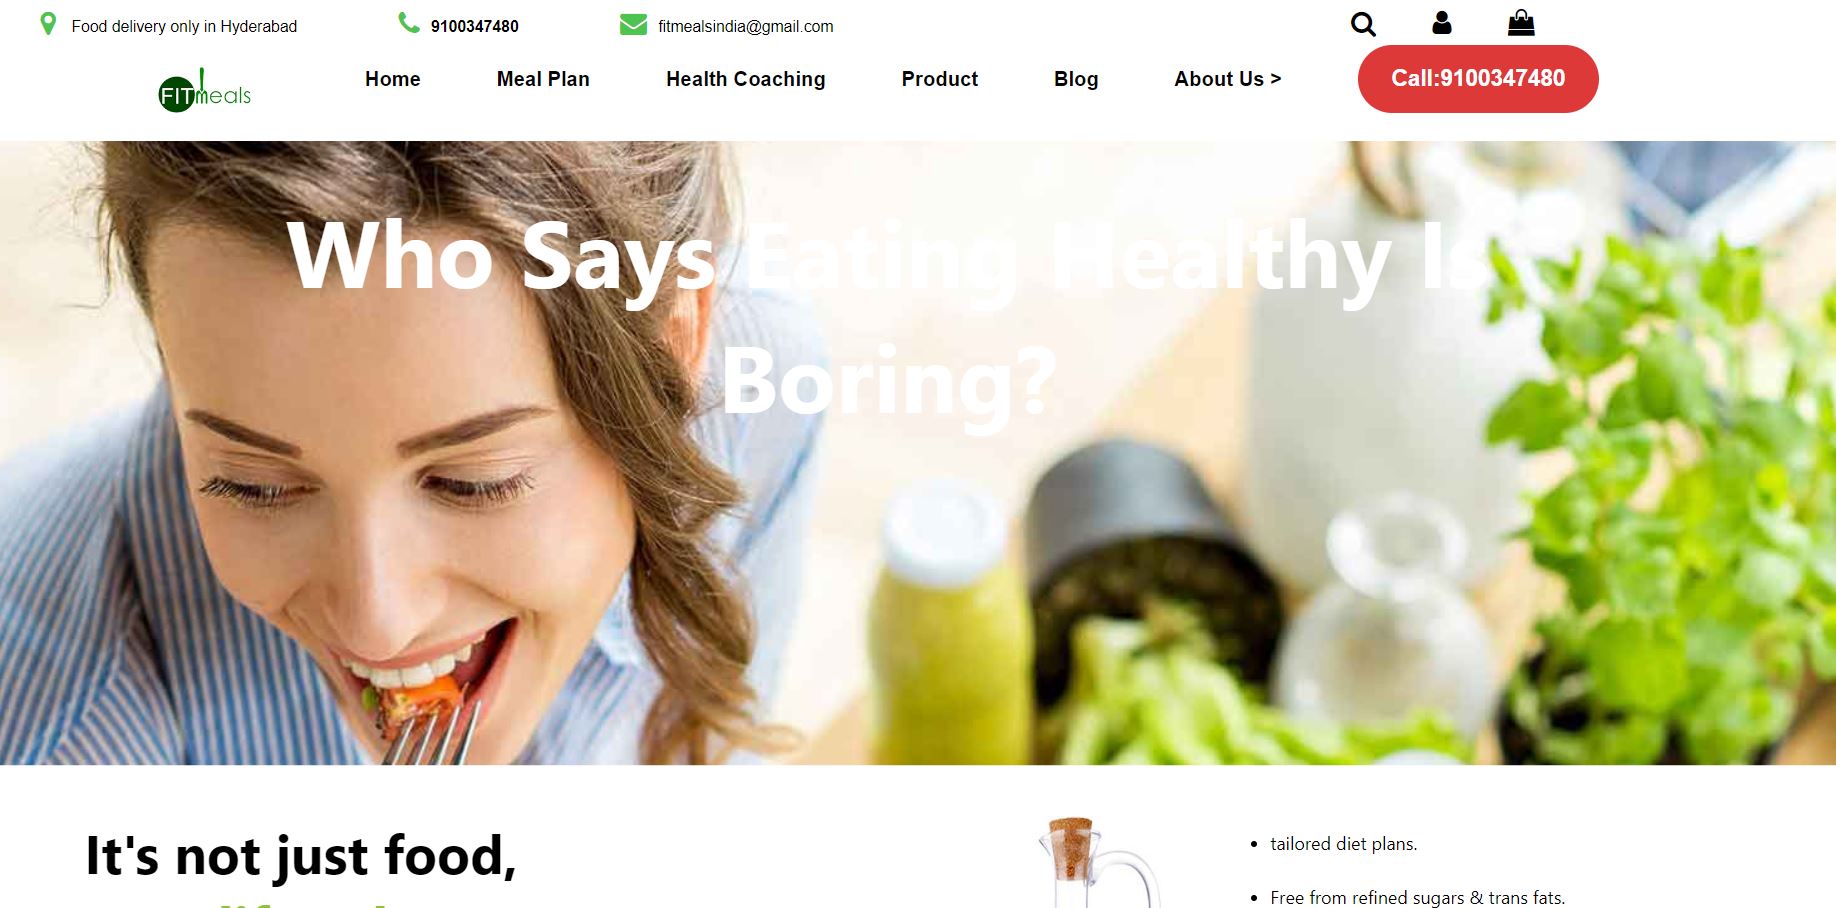 Food delivery only in Hyderabad
9100347480
fitmealsindia@gmail.com
FITmeals
Home
Meal Plan
Health Coaching
Product
Blog
About Us >
Call:9100347480
Who Says Eating Healthy Is
Boring?
It's not just food,
tailored diet plans.
Free from refined sugars & trans fats.